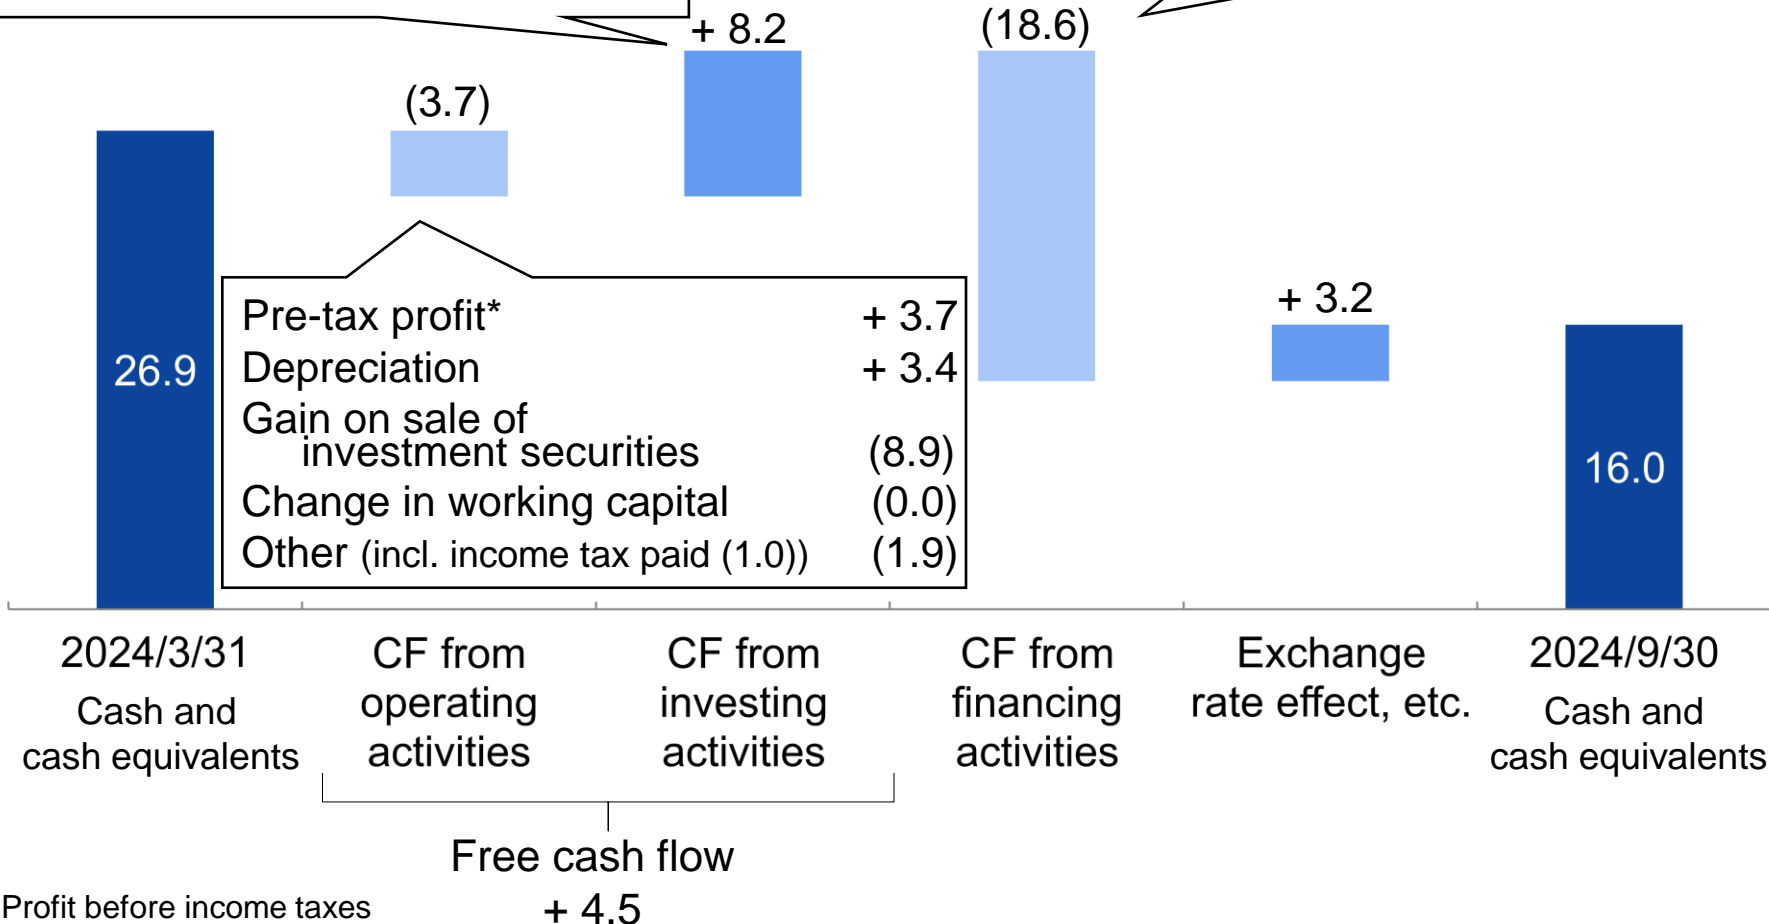 + 8.2
(18.6)
(3.7)
+ 3.2
26.9
16.0
Pre-tax profit* + 3.7
Depreciation + 3.4
Gain on sale of
investment securities (8.9)
Change in working capital (0.0)
Other (incl. income tax paid (1.0)) (1.9)
2024/3/31
Cash and
cash equivalents
CF from
operating
activities
CF from
investing
activities
CF from
financing
activities
Exchange
rate effect, etc.
2024/9/30
Cash and
cash equivalents
Free cash flow
+ 4.5
Profit before income taxes